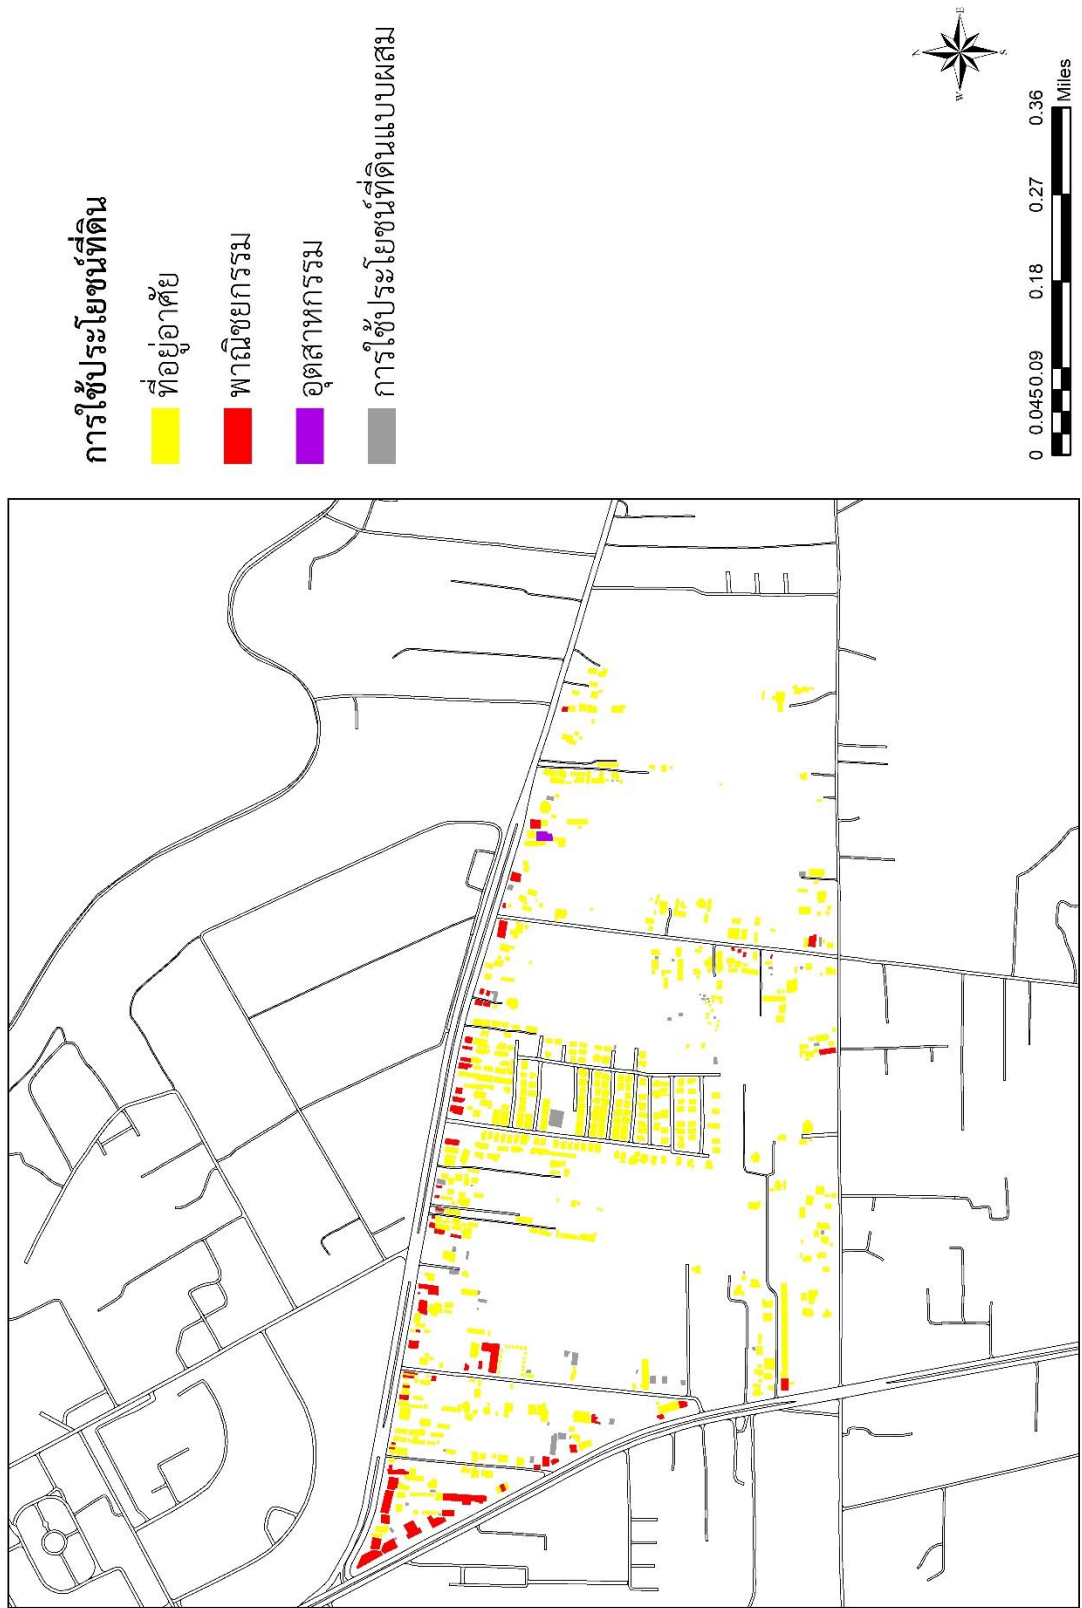 การใช้ประโยชน์ที่ดิน
ที่อยู่อาศัย
พาณิชยกรรม
อุตสาหกรรม
การใช้ประโยชน์ที่ดินแบบผสม
N
E
S
W
0 0.0450.09 0.18 0.27 0.36
Miles